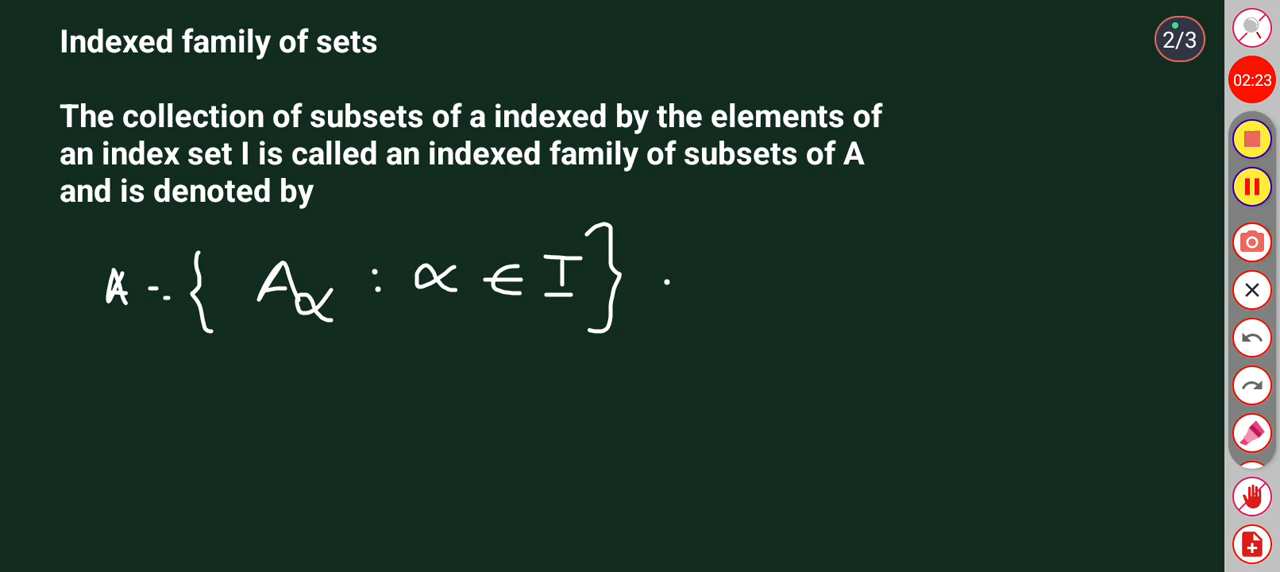 Indexed family of sets
2/3
02:23
The collection of subsets of a indexed by the elements of
an index set I is called an indexed family of subsets of A
and is denoted by
A = { Aα : α ∈ I } .